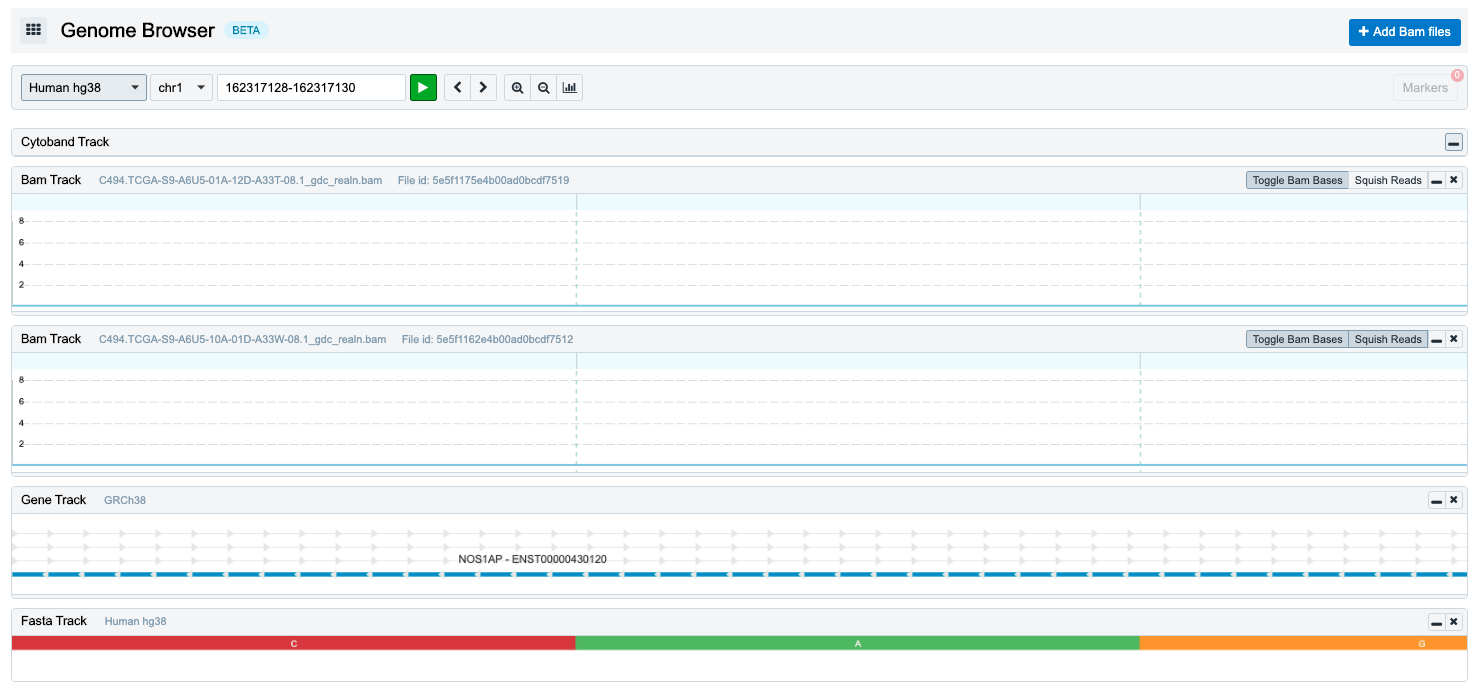 Genome Browser BETA + Add Bam files
Human hg38 chr1 162317128-162317130 Markers 0
Cytoband Track
Bam Track C494.TCGA-S9-A6U5-01A-12D-A33T-08.1_gdc_realn.bam File id: 5e5f1175e4b00ad0bcdf7519 Toggle Bam Bases Squish Reads
8
6
4
2
Bam Track C494.TCGA-S9-A6U5-10A-01D-A33W-08.1_gdc_realn.bam File id: 5e5f1162e4b00ad0bcdf7512 Toggle Bam Bases Squish Reads
8
6
4
2
Gene Track GRCh38
NOS1AP - ENST00000430120
Fasta Track Human hg38
C A G